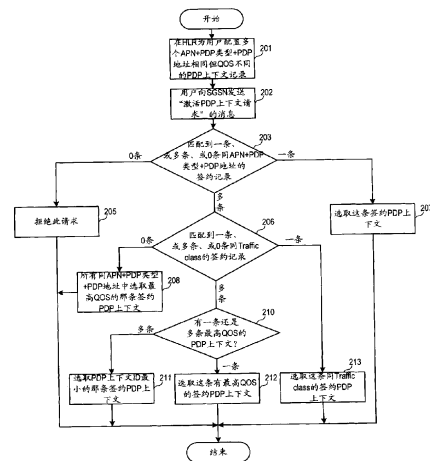 开始
在HLR为用户配置多
个APN+PDP类型+PDP
地址相同但QOS不
同的PDP上下文记录
201
用户向SGSN发送
“激活PDP上下文请
求”的消息
202
203
匹配到一条、
或多条、或0条同APN+PDP
类型+PDP地址的
签约记录
0条
一条
多
条
拒绝此请求
205
选取这条签约PDP上
下文
206
匹配到一条、
或多条、或0条同Traffic
class的签约记录
0条
一条
多
条
所有同APN+PDP类型
+PDP地址中选取最
高QOS的那条签约
PDP上下文
208
210
有一条还是
多条最高QOS的
PDP上下文?
多条
一条
选取PDP上下文ID最
小的那条签约PDP上
下文
211
选取这条有最高QOS
的签约PDP上下文
212
选取这条同Traffic
class的签约PDP
上下文
213
结束